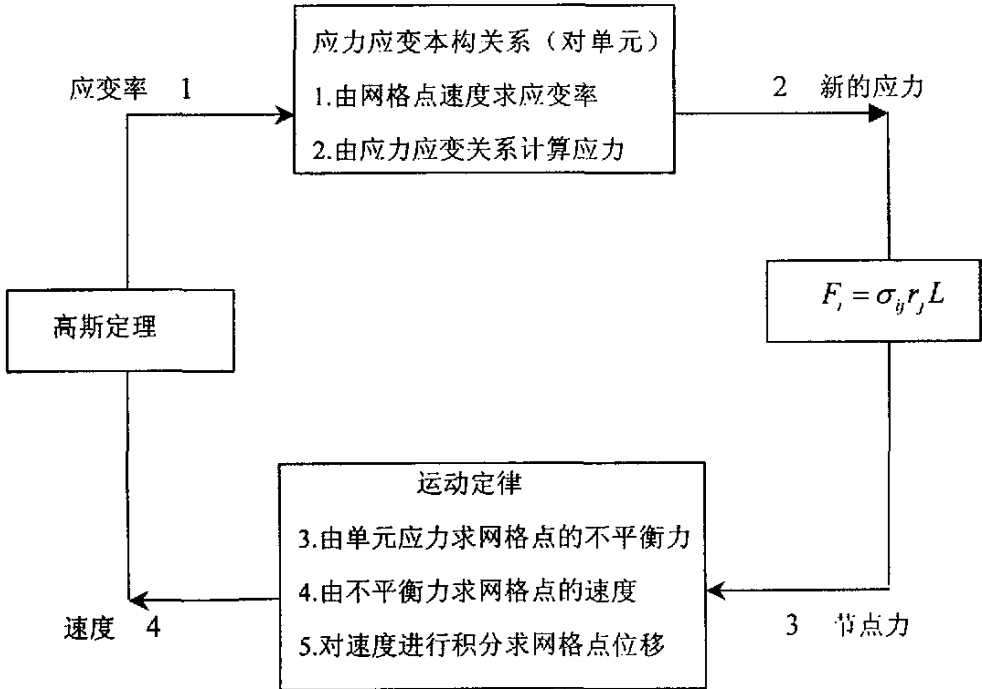 应力应变本构关系（对单元）
应变率 1
1.由网格点速度求应变率
2 新的应力
2.由应力应变关系计算应力
高斯定理
F_i = σ_{ij} r_j L
运动定律
3.由单元应力求网格点的不平衡力
4.由不平衡力求网格点的速度
速度 4
3 节点力
5.对速度进行积分求网格点位移